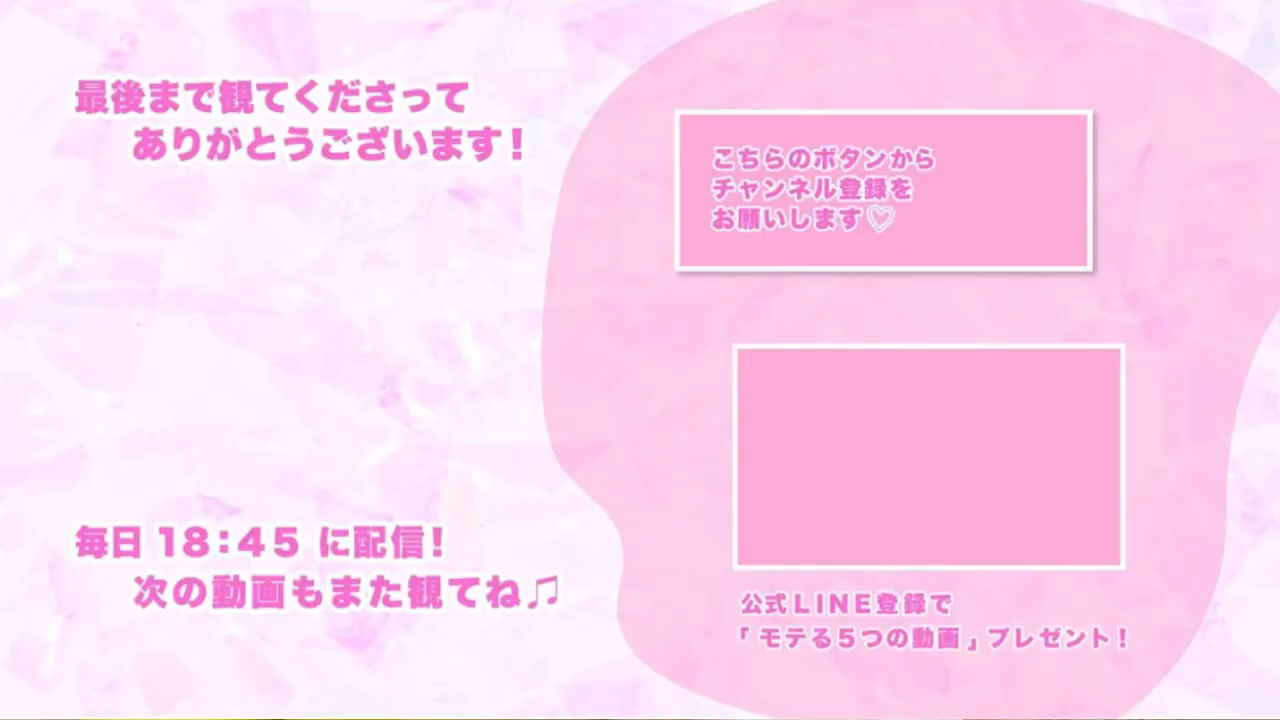 最後まで観てくださって
ありがとうございます!
こちらのボタンから
チャンネル登録を
お願いします♡
毎日 18:45 に配信!
次の動画もまた観てね♫
公式LINE登録で
「モテる5つの動画」プレゼント!